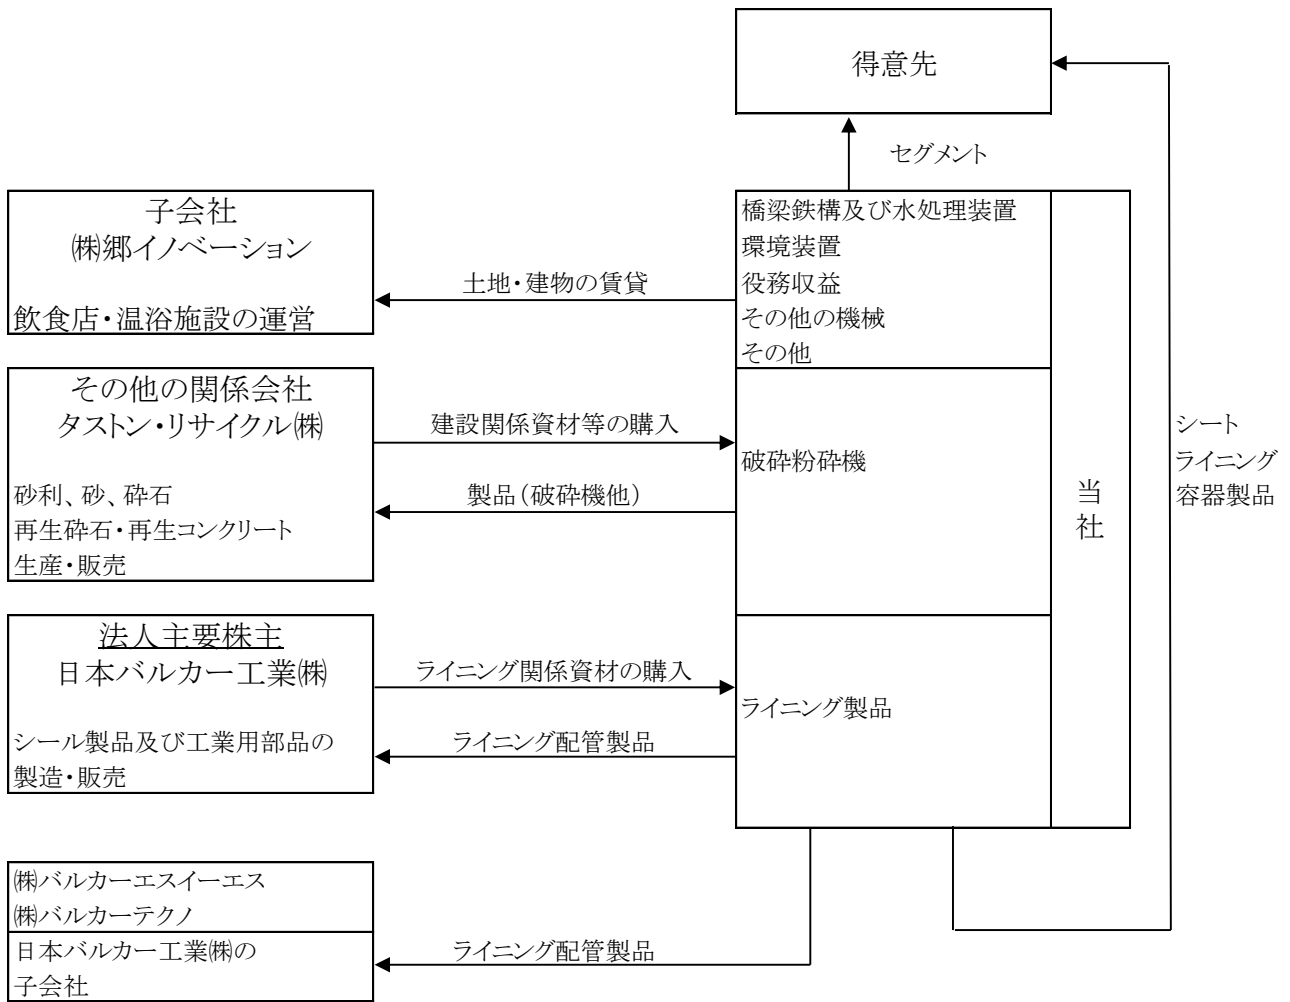 得意先
セグメント
子会社
㈱郷イノベーション
飲食店・温浴施設の運営
土地・建物の賃貸
橋梁鉄構及び水処理装置
環境装置
役務収益
その他の機械
その他
その他の関係会社
タストン・リサイクル㈱
砂利、砂、砕石
再生砕石・再生コンクリート
生産・販売
建設関係資材等の購入
製品（破砕機他）
破砕粉砕機
当
社
シート
ライニング
容器製品
法人主要株主
日本バルカー工業㈱
シール製品及び工業用部品の
製造・販売
ライニング関係資材の購入
ライニング配管製品
ライニング製品
㈱バルカーエスイーエス
㈱バルカーテクノ
日本バルカー工業㈱の
子会社
ライニング配管製品